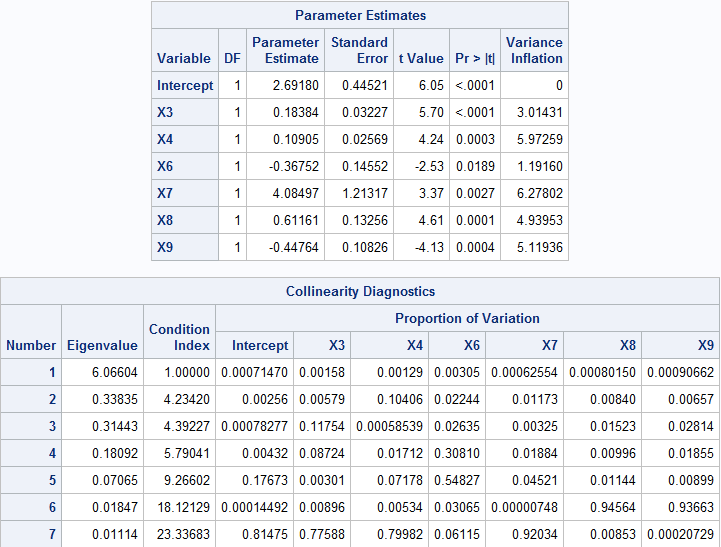 Parameter Estimates
Variable DF Parameter Estimate Standard Error t Value Pr > |t| Variance Inflation
Intercept 1 2.69180 0.44521 6.05 <.0001 0
X3 1 0.18384 0.03227 5.70 <.0001 3.01431
X4 1 0.10905 0.02569 4.24 0.0003 5.97259
X6 1 -0.36752 0.14552 -2.53 0.0189 1.19160
X7 1 4.08497 1.21317 3.37 0.0027 6.27802
X8 1 0.61161 0.13256 4.61 0.0001 4.93953
X9 1 -0.44764 0.10826 -4.13 0.0004 5.11936
Collinearity Diagnostics
Number Eigenvalue Condition Index Proportion of Variation
Intercept X3 X4 X6 X7 X8 X9
1 6.06604 1.00000 0.00071470 0.00158 0.00129 0.00305 0.00062554 0.00080150 0.00090662
2 0.33835 4.23420 0.00256 0.00579 0.10406 0.02244 0.01173 0.00840 0.00657
3 0.31443 4.39227 0.00078277 0.11754 0.00058539 0.02635 0.00325 0.01523 0.02814
4 0.18092 5.79041 0.00432 0.08724 0.01712 0.30810 0.01884 0.00996 0.01855
5 0.07065 9.26602 0.17673 0.00301 0.07178 0.54827 0.04521 0.01144 0.00899
6 0.01847 18.12129 0.00014492 0.00896 0.00534 0.03065 0.00000748 0.94564 0.93663
7 0.01114 23.33683 0.81475 0.77588 0.79982 0.06115 0.92034 0.00853 0.00020729